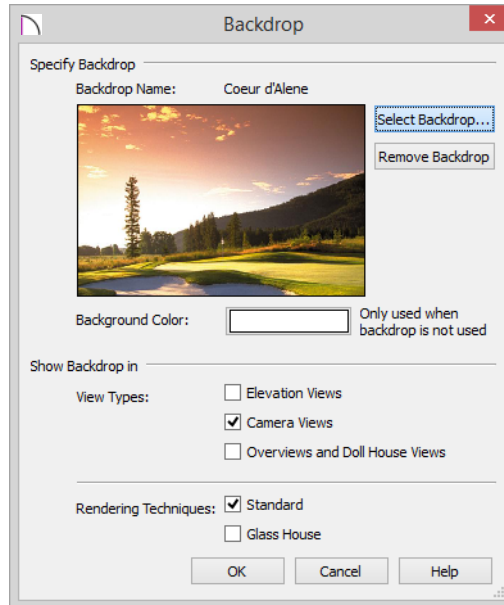 Backdrop
Specify Backdrop
Backdrop Name: Coeur d'Alene
Select Backdrop...
Remove Backdrop
Background Color:
Only used when
backdrop is not used
Show Backdrop in
View Types:
Elevation Views
Camera Views
Overviews and Doll House Views
Rendering Techniques:
Standard
Glass House
OK
Cancel
Help